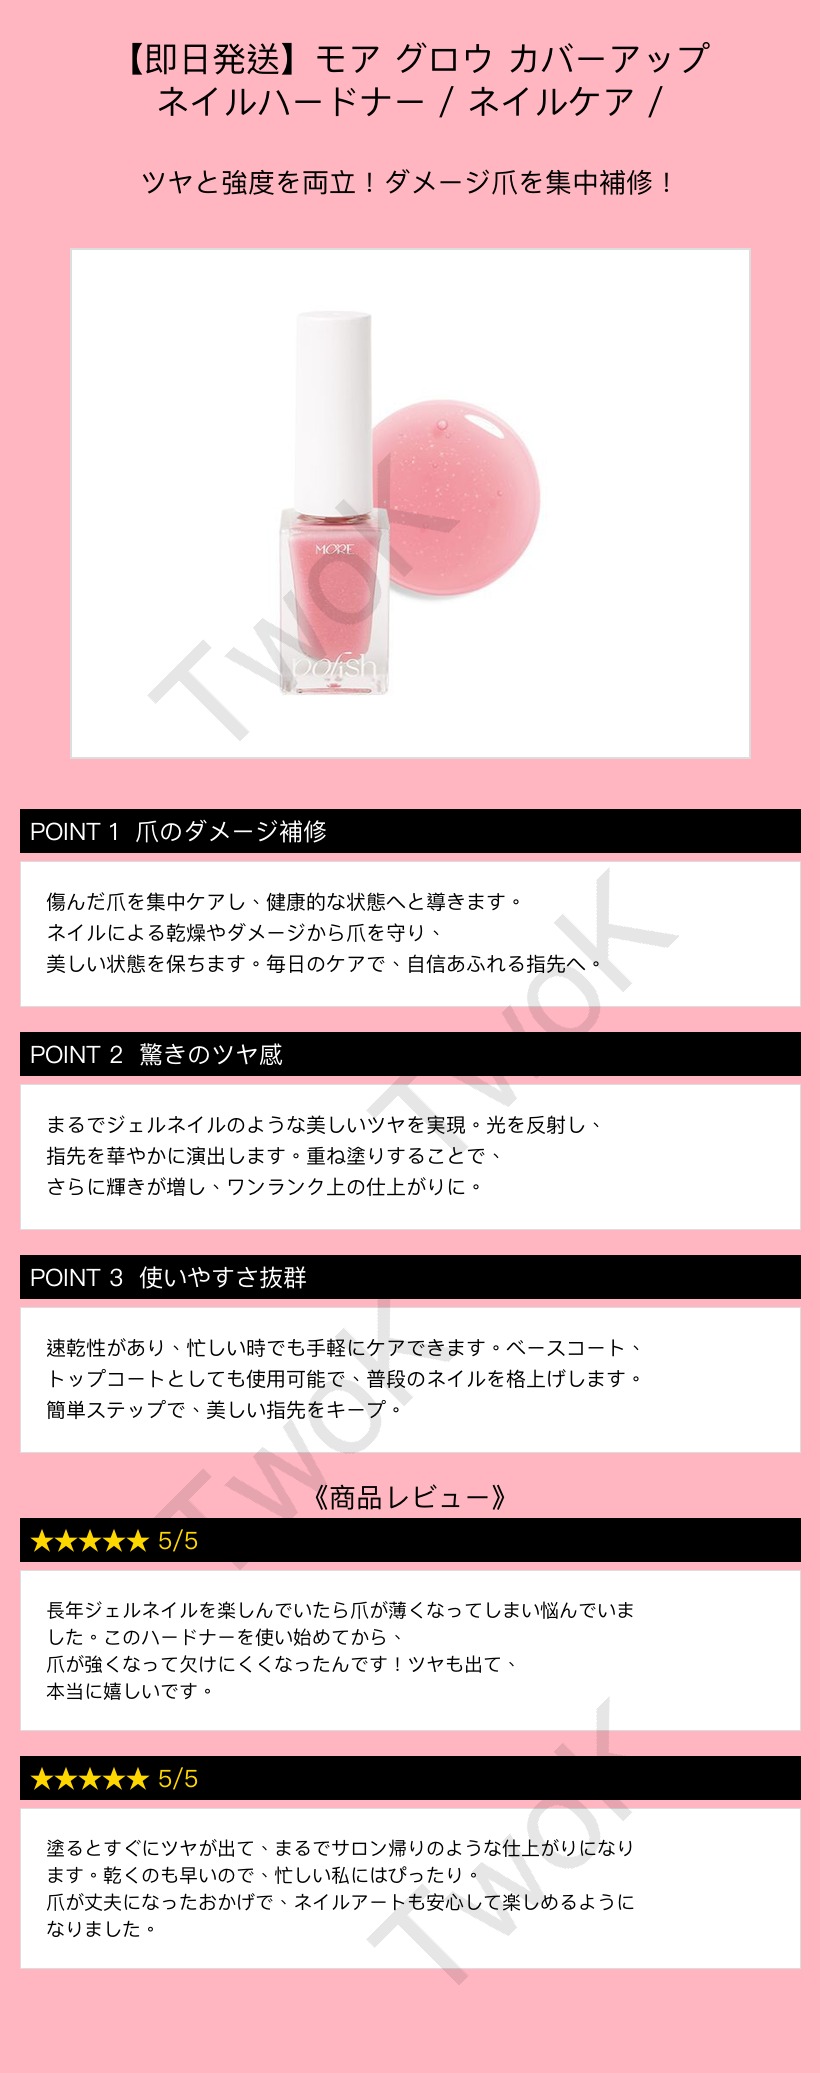 【即日発送】モア グロウ カバーアップ
ネイルハードナー / ネイルケア /
ツヤと強度を両立！ダメージ爪を集中補修！
MORE
polish
TwoK
POINT 1 爪のダメージ補修
傷んだ爪を集中ケアし、健康的な状態へと導きます。
ネイルによる乾燥やダメージから爪を守り、
美しい状態を保ちます。毎日のケアで、自信あふれる指先へ。
TwoK
POINT 2 驚きのツヤ感
まるでジェルネイルのような美しいツヤを実現。光を反射し、
指先を華やかに演出します。重ね塗りすることで、
さらに輝きが増し、ワンランク上の仕上がりに。
POINT 3 使いやすさ抜群
速乾性があり、忙しい時でも手軽にケアできます。ベースコート、
トップコートとしても使用可能で、普段のネイルを格上げします。
簡単ステップで、美しい指先をキープ。
TwoK
《商品レビュー》
★★★★★ 5/5
長年ジェルネイルを楽しんでいたら爪が薄くなってしまい悩んでいま
した。このハードナーを使い始めてから、
爪が強くなって欠けにくくなったんです！ツヤも出て、
本当に嬉しいです。
★★★★★ 5/5
塗るとすぐにツヤが出て、まるでサロン帰りのような仕上がりになり
ます。乾くのも早いので、忙しい私にはぴったり。
爪が丈夫になったおかげで、ネイルアートも安心して楽しめるように
なりました。
TwoK